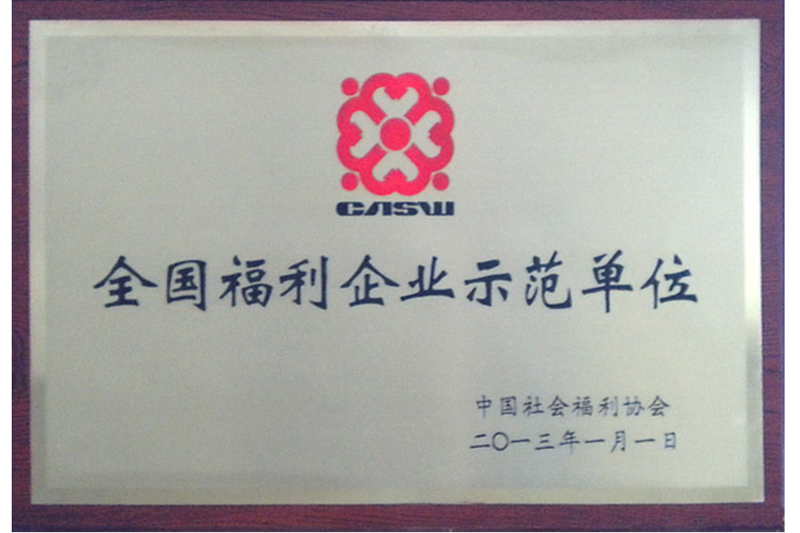 CASW
全国福利企业示范单位
中国社会福利协会
二〇一三年一月一日